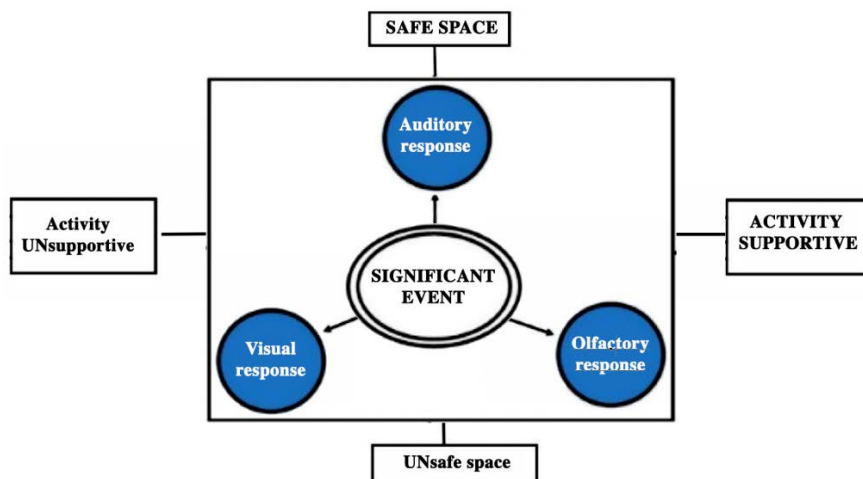 SAFE SPACE
Auditory
response
Activity
UNsupportive
ACTIVITY
SUPPORTIVE
SIGNIFICANT
EVENT
Visual
response
Olfactory
response
UNsafe space